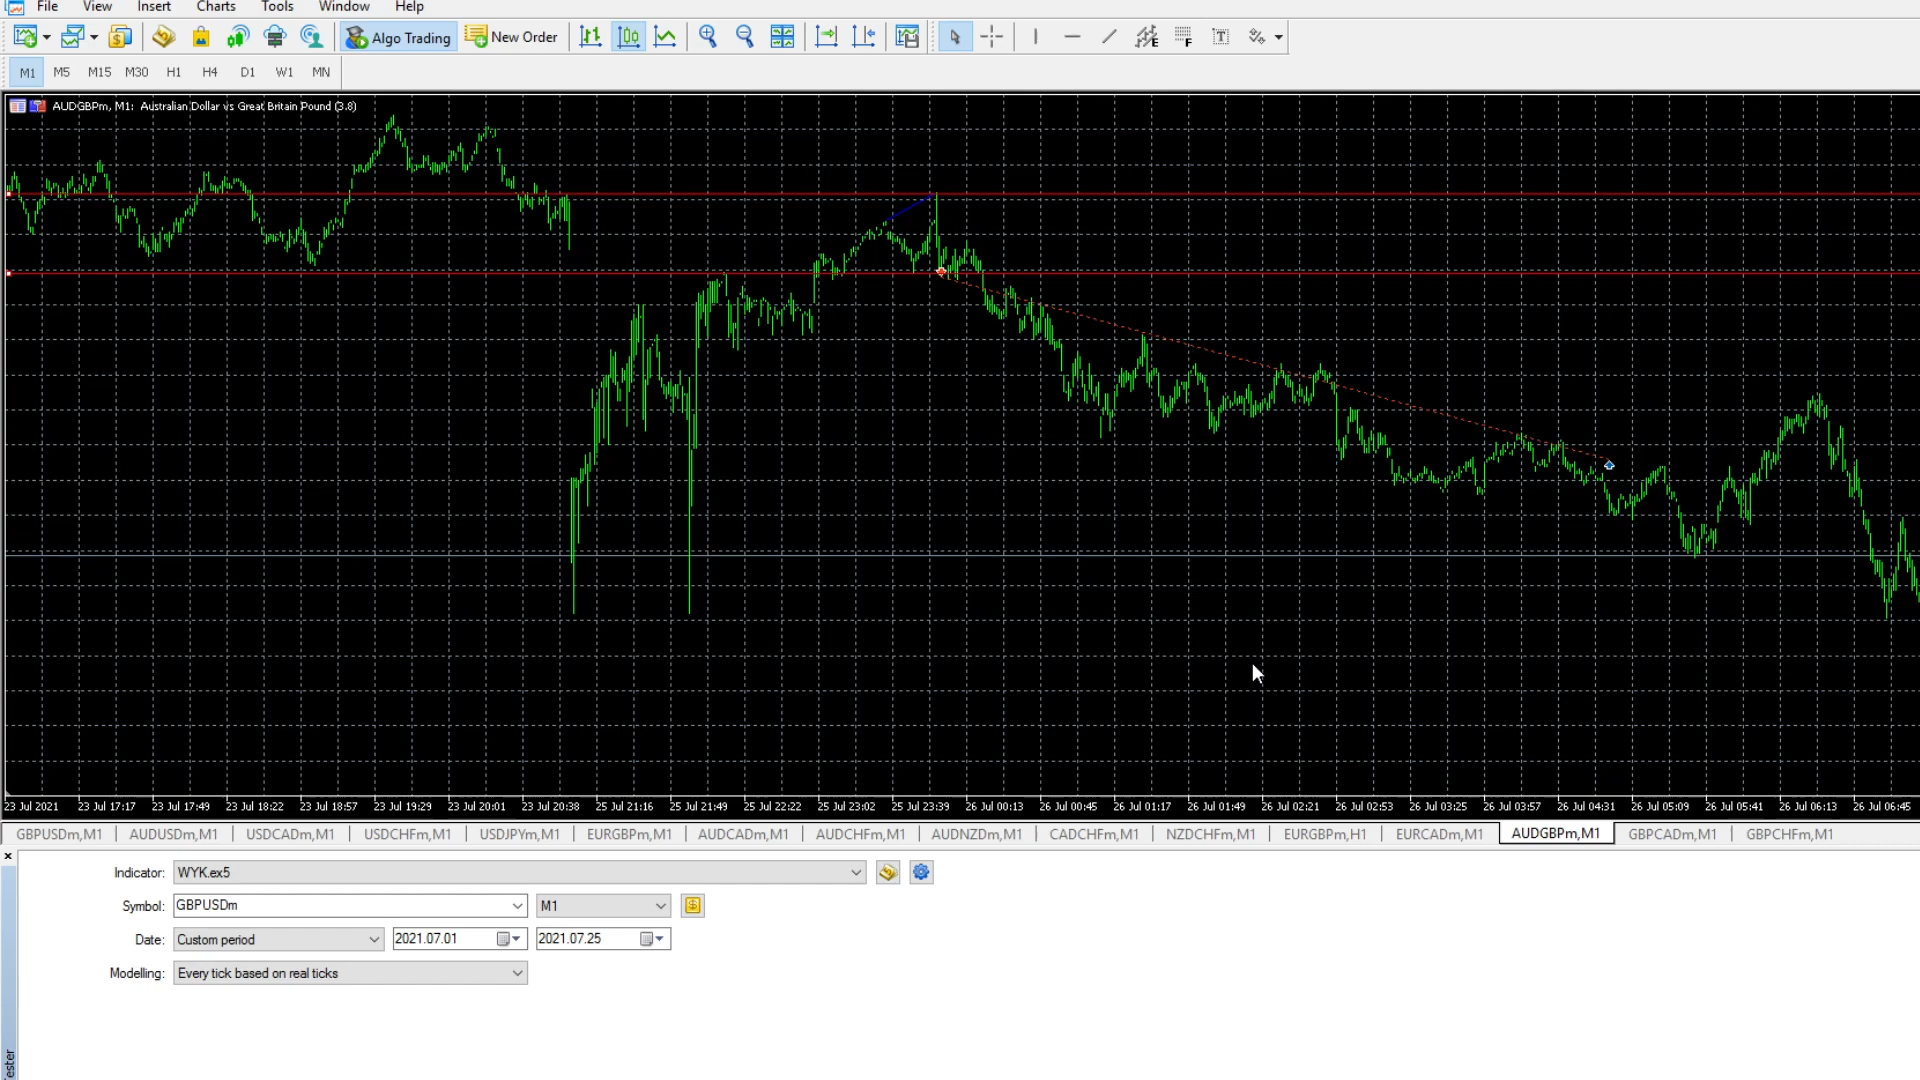 File View Insert Charts Tools Window Help
Algo Trading New Order
M1 M5 M15 M30 H1 H4 D1 W1 MN
AUDGBPm, M1: Australian Dollar vs Great Britain Pound (3.8)
23 Jul 2021 23 Jul 17:17 23 Jul 17:49 23 Jul 18:22 23 Jul 18:57 23 Jul 19:29 23 Jul 20:01 23 Jul 20:38 25 Jul 21:16 25 Jul 21:49 25 Jul 22:22 25 Jul 23:02 25 Jul 23:39 26 Jul 00:13 26 Jul 00:45 26 Jul 01:17 26 Jul 01:49 26 Jul 02:21 26 Jul 02:53 26 Jul 03:25 26 Jul 03:57 26 Jul 04:31 26 Jul 05:09 26 Jul 05:41 26 Jul 06:13 26 Jul 06:45
GBPUSDm,M1 AUDUSDm,M1 USDCADm,M1 USDCHFm,M1 USDJPYm,M1 EURGBPm,M1 AUDCADm,M1 AUDCHFm,M1 AUDNZDm,M1 CADCHFm,M1 NZDCHFm,M1 EURGBPm,H1 EURCADm,M1 AUDGBPm,M1 GBPCADm,M1 GBPCHFm,M1
Indicator: WYK.ex5
Symbol: GBPUSDm M1
Date: Custom period 2021.07.01 2021.07.25
Modelling: Every tick based on real ticks